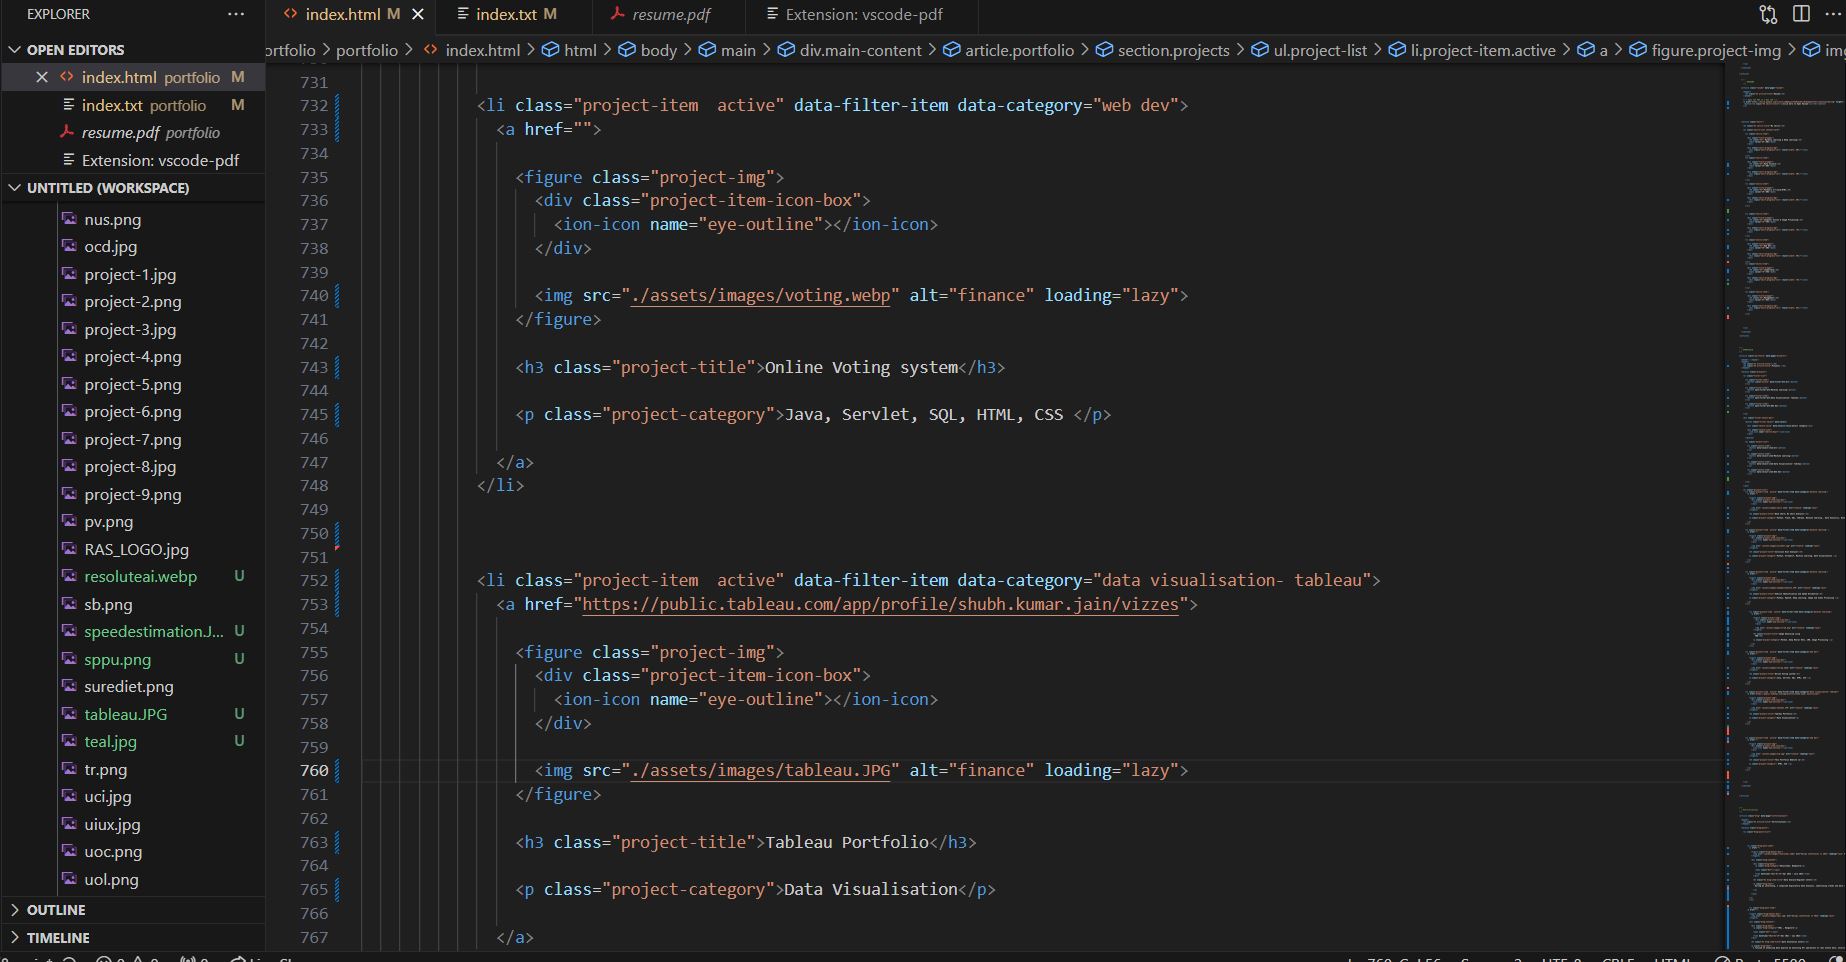 EXPLORER
index.html M
index.txt M
resume.pdf
Extension: vscode-pdf
OPEN EDITORS
portfolio > index.html > html > body > main > div.main-content > article.portfolio > section.projects > ul.project-list > li.project-item.active > a > figure.project-img >
index.html portfolio M
index.txt portfolio M
resume.pdf portfolio
Extension: vscode-pdf
UNTITLED (WORKSPACE)
nus.png
ocd.jpg
project-1.jpg
project-2.png
project-3.jpg
project-4.png
project-5.png
project-6.png
project-7.png
project-8.jpg
project-9.png
pv.png
RAS_LOGO.jpg
resoluteai.webp U
sb.png
speedestimation.J... U
sppu.png U
surediet.png
tableau.JPG U
teal.jpg U
tr.png
uci.jpg
uiux.jpg
uoc.png
uol.png
OUTLINE
TIMELINE
731
732 <li class="project-item  active" data-filter-item data-category="web dev">
733 <a href="">
734
735 <figure class="project-img">
736 <div class="project-item-icon-box">
737 <ion-icon name="eye-outline"></ion-icon>
738 </div>
739
740 <img src="./assets/images/voting.webp" alt="finance" loading="lazy">
741 </figure>
742
743 <h3 class="project-title">Online Voting system</h3>
744
745 <p class="project-category">Java, Servlet, SQL, HTML, CSS </p>
746
747 </a>
748 </li>
749
750
751
752 <li class="project-item  active" data-filter-item data-category="data visualisation- tableau">
753 <a href="https://public.tableau.com/app/profile/shubh.kumar.jain/vizzes">
754
755 <figure class="project-img">
756 <div class="project-item-icon-box">
757 <ion-icon name="eye-outline"></ion-icon>
758 </div>
759
760 <img src="./assets/images/tableau.JPG" alt="finance" loading="lazy">
761 </figure>
762
763 <h3 class="project-title">Tableau Portfolio</h3>
764
765 <p class="project-category">Data Visualisation</p>
766
767 </a>